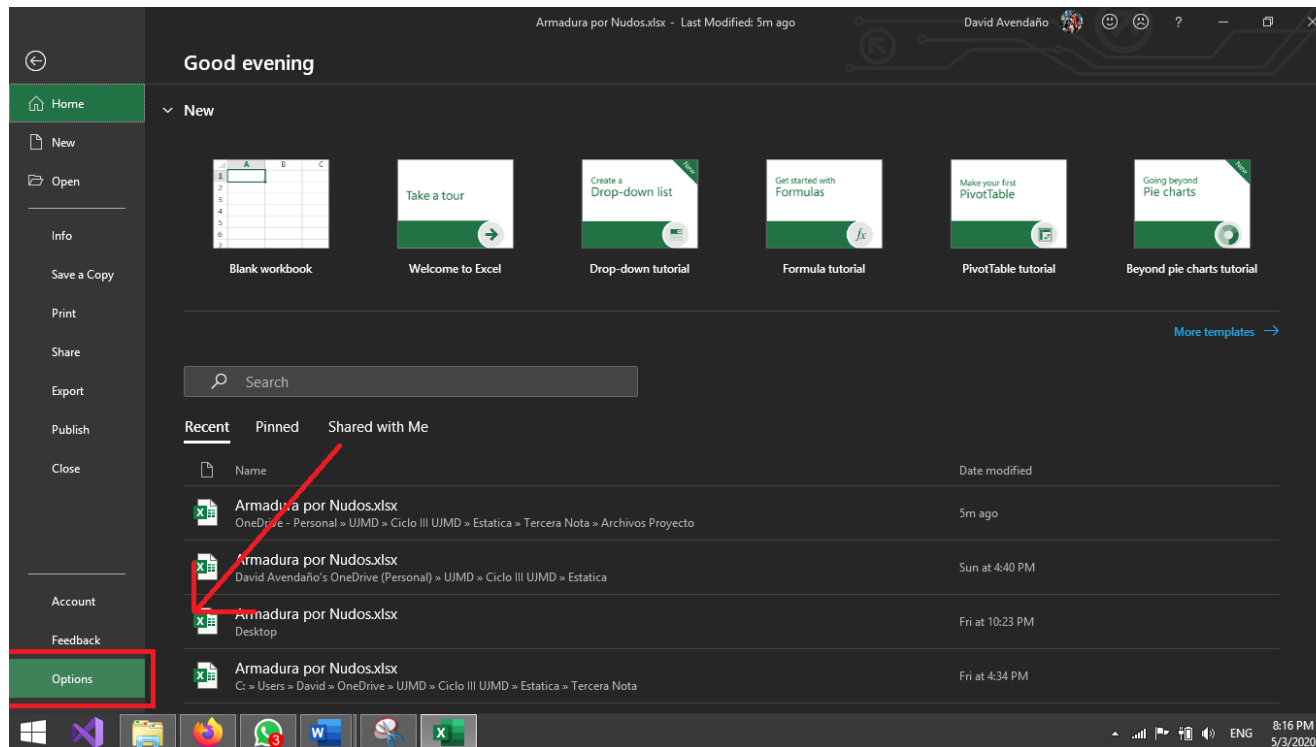 Armadura por Nudos.xlsx - Last Modified: 5m ago
David Avendaño
?
Good evening
Home
New
Open
Info
Save a Copy
Print
Share
Export
Publish
Close
Account
Feedback
Options
New
A B C
1
2
3
4
5
6
7
Blank workbook
Take a tour
Welcome to Excel
New
Create a
Drop-down list
Drop-down tutorial
Get started with
Formulas
fx
Formula tutorial
Make your first
PivotTable
PivotTable tutorial
New
Going beyond
Pie charts
Beyond pie charts tutorial
More templates
Search
Recent Pinned Shared with Me
Name Date modified
Armadura por Nudos.xlsx
OneDrive - Personal » UJMD » Ciclo III UJMD » Estatica » Tercera Nota » Archivos Proyecto
5m ago
Armadura por Nudos.xlsx
David Avendaño's OneDrive (Personal) » UJMD » Ciclo III UJMD » Estatica
Sun at 4:40 PM
Armadura por Nudos.xlsx
Desktop
Fri at 10:23 PM
Armadura por Nudos.xlsx
C: » Users » David » OneDrive » UJMD » Ciclo III UJMD » Estatica » Tercera Nota
Fri at 4:34 PM
3
W
X
ENG
8:16 PM
5/3/2020